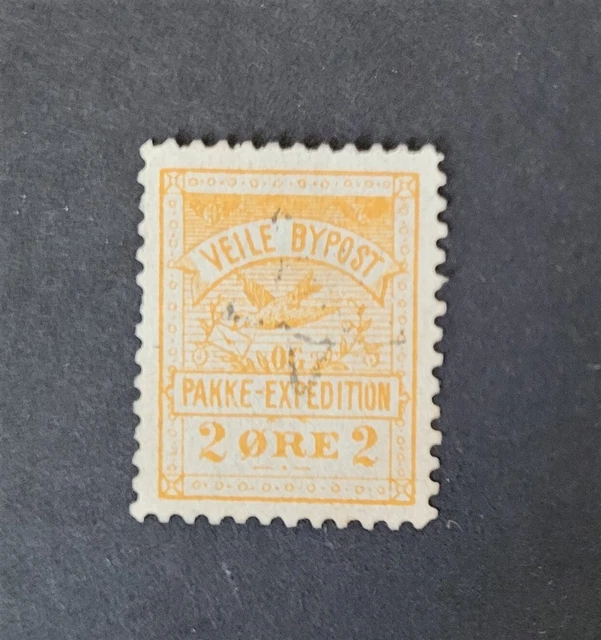 VEILE BYPOST
OG
PAKKE-EXPEDITION
2 ØRE 2